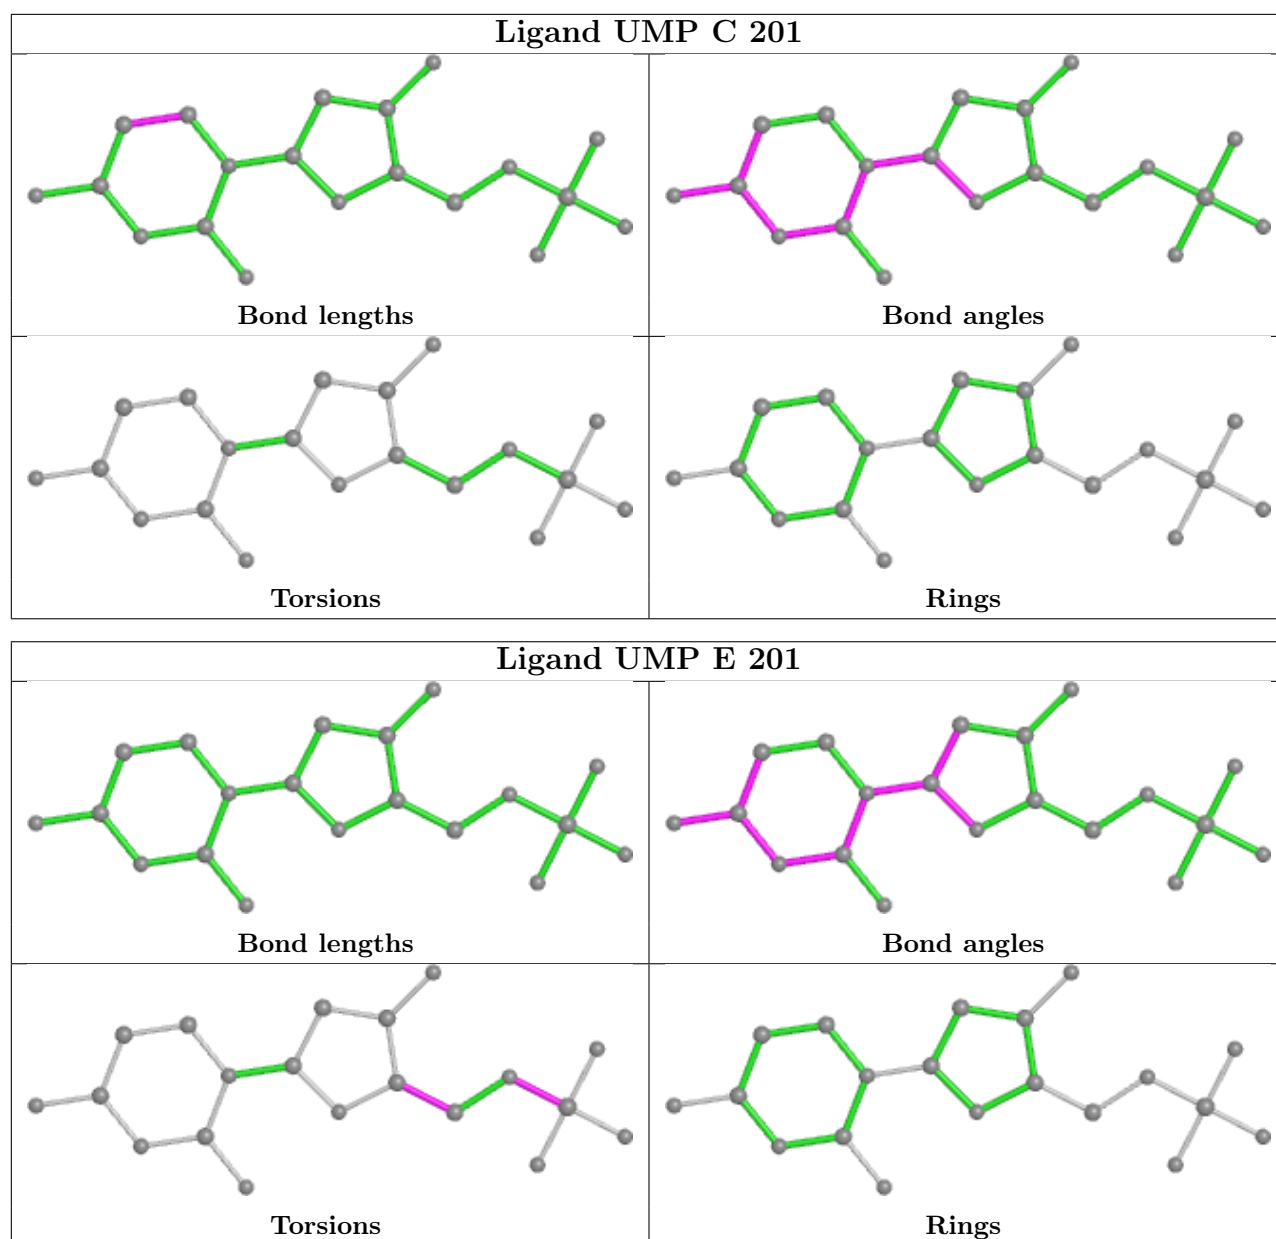 Ligand UMP C 201
Bond lengths
Bond angles
Torsions
Rings
Ligand UMP E 201
Bond lengths
Bond angles
Torsions
Rings